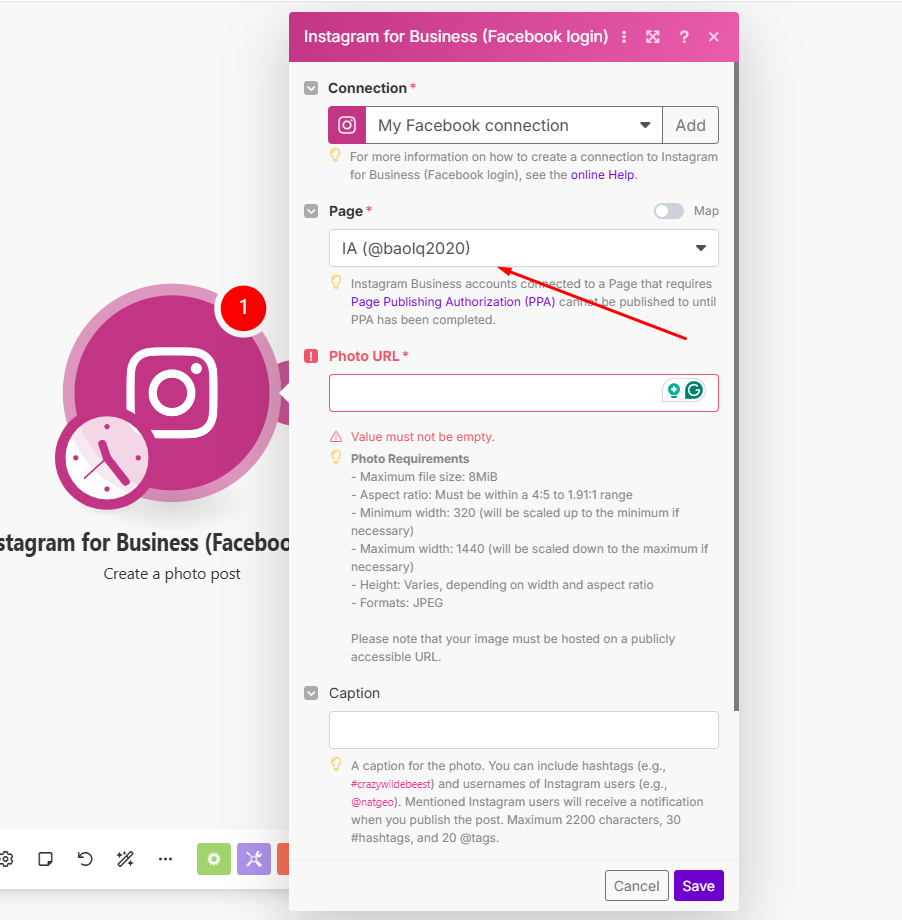 Instagram for Business (Facebook login)
?
Connection *
My Facebook connection
Add
For more information on how to create a connection to Instagram
for Business (Facebook login), see the online Help.
Page *
Map
IA (@baolq2020)
Instagram Business accounts connected to a Page that requires
Page Publishing Authorization (PPA) cannot be published to until
PPA has been completed.
1
Photo URL *
Value must not be empty.
Photo Requirements
- Maximum file size: 8MiB
- Aspect ratio: Must be within a 4:5 to 1.91:1 range
- Minimum width: 320 (will be scaled up to the minimum if
necessary)
- Maximum width: 1440 (will be scaled down to the maximum if
necessary)
- Height: Varies, depending on width and aspect ratio
- Formats: JPEG
Please note that your image must be hosted on a publicly
accessible URL.
stagram for Business (Faceboo
Create a photo post
Caption
A caption for the photo. You can include hashtags (e.g.,
#crazywildebeest) and usernames of Instagram users (e.g.,
@natgeo). Mentioned Instagram users will receive a notification
when you publish the post. Maximum 2200 characters, 30
#hashtags, and 20 @tags.
Cancel
Save